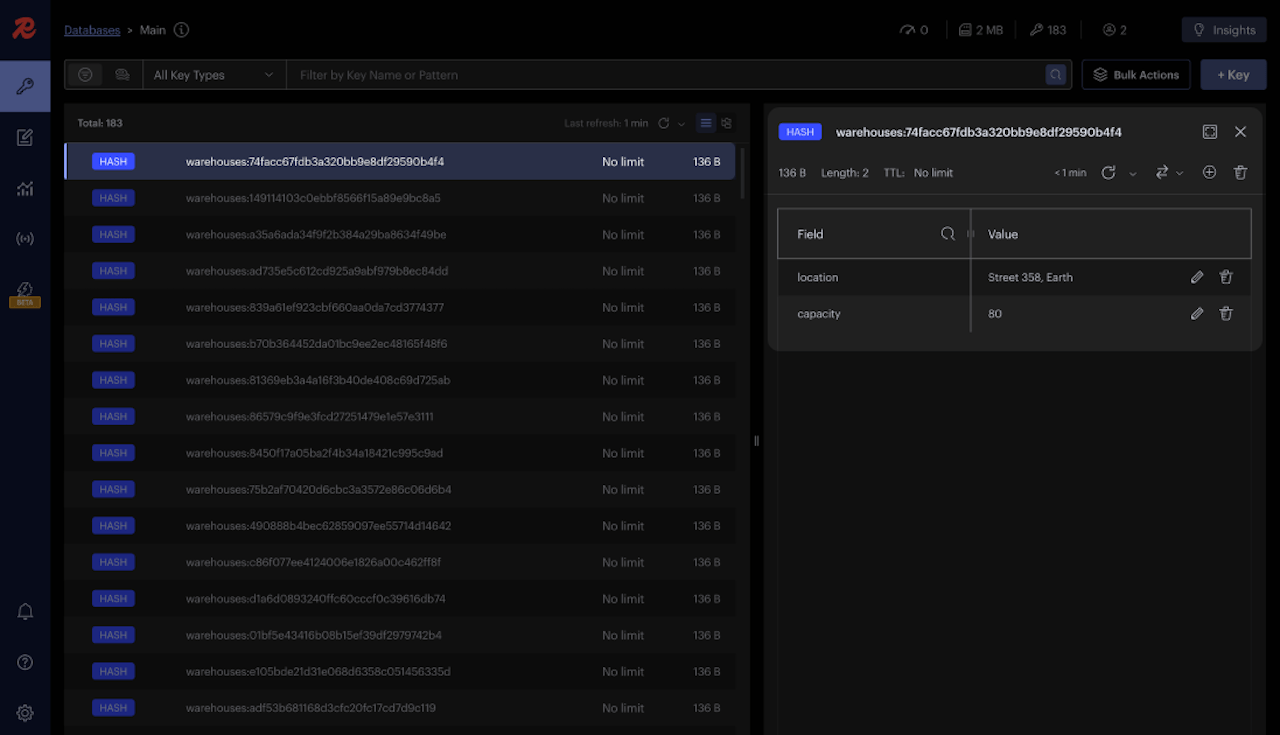 Databases > Main
0
2 MB
183
2
Insights
All Key Types
Filter by Key Name or Pattern
Bulk Actions
+ Key
Total: 183
Last refresh: 1 min
HASH warehouses:74facc67fdb3a320bb9e8df29590b4f4 No limit 136 B
HASH warehouses:149114103c0ebbf8566f15a89e9bc8a5 No limit 136 B
HASH warehouses:a35a6ada34f9f2b384a29ba8634f49be No limit 136 B
HASH warehouses:ad735e5c612cd925a9abf979b8ec84dd No limit 136 B
HASH warehouses:839a61ef923cbf660aa0da7cd3774377 No limit 136 B
HASH warehouses:b70b364452da01bc9ee2ec48165f48f6 No limit 136 B
HASH warehouses:81369eb3a4a16f3b40de408c69d725ab No limit 136 B
HASH warehouses:86579c9f9e3fcd27251479e1e57e3111 No limit 136 B
HASH warehouses:8450f17a05ba2f4b34a18421c995c9ad No limit 136 B
HASH warehouses:75b2af70420d6cbc3a3572e86c06d6b4 No limit 136 B
HASH warehouses:490888b4bec62859097ee55714d14642 No limit 136 B
HASH warehouses:c86f077ee4124006e1826a00c462ff8f No limit 136 B
HASH warehouses:d1a6d0893240ffc60cccf0c39616db74 No limit 136 B
HASH warehouses:01bf5e43416b08b15ef39df2979742b4 No limit 136 B
HASH warehouses:e105bde21d31e068d6358c051456335d No limit 136 B
HASH warehouses:adf53b681168d3cfc20fc17cd7d9c119 No limit 136 B
HASH warehouses:74facc67fdb3a320bb9e8df29590b4f4
136 B Length: 2 TTL: No limit < 1 min
Field Value
location Street 358, Earth
capacity 80
BETA